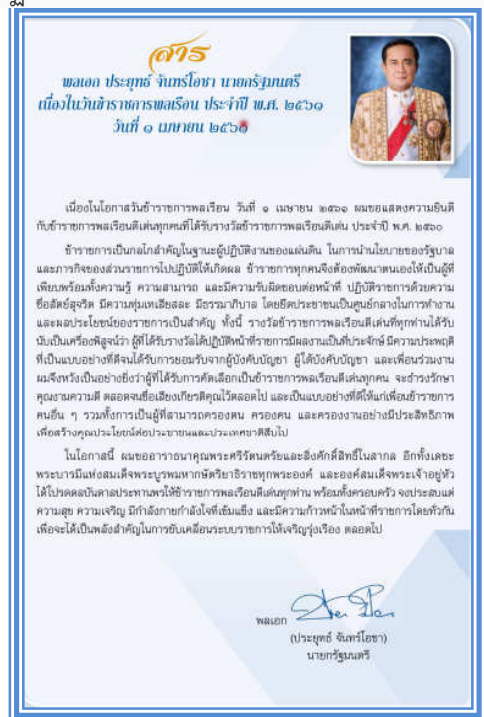 สาร
พลเอก ประยุทธ์ จันทร์โอชา นายกรัฐมนตรี
เนื่องในวันข้าราชการพลเรือน ประจำปี พ.ศ. ๒๕๖๑
วันที่ ๑ เมษายน ๒๕๖๑
เนื่องในโอกาสวันข้าราชการพลเรือน วันที่ ๑ เมษายน ๒๕๖๑ ผมขอแสดงความยินดี
กับข้าราชการพลเรือนดีเด่นทุกคนที่ได้รับรางวัลข้าราชการพลเรือนดีเด่น ประจำปี พ.ศ. ๒๕๖๐
ข้าราชการเป็นกลไกสำคัญในฐานะผู้ปฏิบัติงานของแผ่นดิน ในการนำนโยบายของรัฐบาล
และภารกิจของส่วนราชการไปปฏิบัติให้เกิดผล ข้าราชการทุกคนจึงต้องพัฒนาตนเองให้เป็นผู้ที่
เพียบพร้อมทั้งความรู้ ความสามารถ และมีความรับผิดชอบต่อหน้าที่ ปฏิบัติราชการด้วยความ
ซื่อสัตย์สุจริต มีความทุ่มเทเสียสละ มีธรรมาภิบาล โดยยึดประชาชนเป็นศูนย์กลางในการทำงาน
และผลประโยชน์ของราชการเป็นสำคัญ ทั้งนี้ รางวัลข้าราชการพลเรือนดีเด่นที่ทุกท่านได้รับ
นับเป็นเครื่องพิสูจน์ว่า ผู้ที่ได้รับรางวัลได้ปฏิบัติหน้าที่ราชการมีผลงานเป็นที่ประจักษ์ มีความประพฤติ
ที่เป็นแบบอย่างที่ดีจนได้รับการยอมรับจากผู้บังคับบัญชา ผู้ใต้บังคับบัญชา และเพื่อนร่วมงาน
ผมจึงหวังเป็นอย่างยิ่งว่าผู้ที่ได้รับการคัดเลือกเป็นข้าราชการพลเรือนดีเด่นทุกคน จะธำรงรักษา
คุณงามความดี ตลอดจนชื่อเสียงเกียรติคุณไว้ตลอดไป และเป็นแบบอย่างที่ดีให้แก่เพื่อนข้าราชการ
คนอื่น ๆ รวมทั้งการเป็นผู้ที่สามารถครองตน ครองคน และครองงานอย่างมีประสิทธิภาพ
เพื่อสร้างคุณประโยชน์ต่อประชาชนและประเทศชาติสืบไป
ในโอกาสนี้ ผมขออาราธนาคุณพระศรีรัตนตรัยและสิ่งศักดิ์สิทธิ์ในสากล อีกทั้งเดชะ
พระบารมีแห่งสมเด็จพระบูรพมหากษัตริยาธิราชทุกพระองค์ และองค์สมเด็จพระเจ้าอยู่หัว
ได้โปรดดลบันดาลประทานพรให้ข้าราชการพลเรือนดีเด่นทุกท่าน พร้อมทั้งครอบครัว จงประสบแต่
ความสุข ความเจริญ มีกำลังกายกำลังใจที่เข้มแข็ง และมีความก้าวหน้าในหน้าที่ราชการโดยทั่วกัน
เพื่อจะได้เป็นพลังสำคัญในการขับเคลื่อนระบบราชการให้เจริญรุ่งเรือง ตลอดไป
พลเอก
(ประยุทธ์ จันทร์โอชา)
นายกรัฐมนตรี